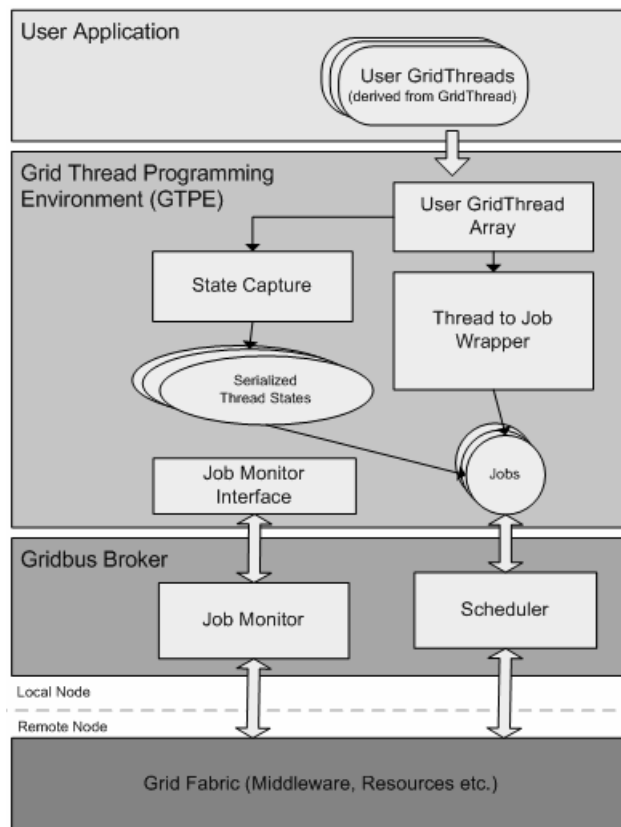 User Application
User GridThreads
(derived from GridThread)
Grid Thread Programming
Environment (GTPE)
User GridThread
Array
State Capture
Thread to Job
Wrapper
Serialized
Thread States
Jobs
Job Monitor
Interface
Gridbus Broker
Job Monitor
Scheduler
Local Node
Remote Node
Grid Fabric (Middleware, Resources etc.)